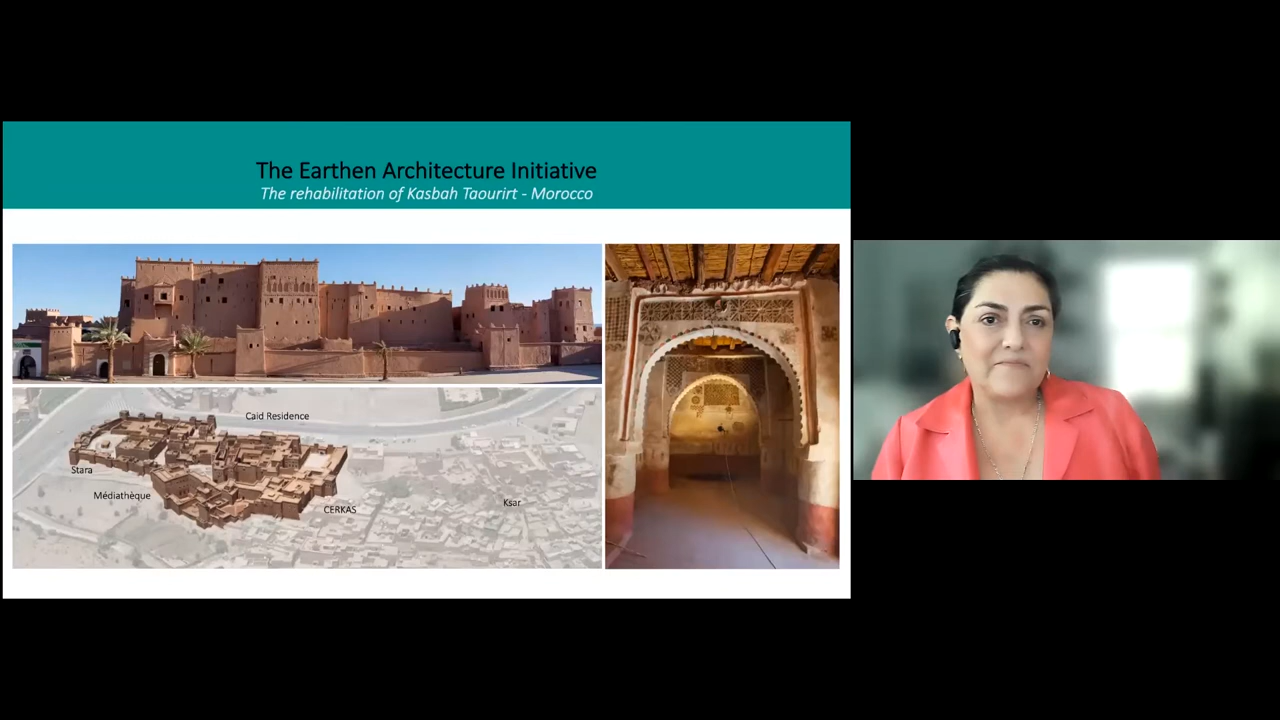 The Earthen Architecture Initiative
The rehabilitation of Kasbah Taourirt - Morocco
Caid Residence
Stara
Médiathèque
CERKAS
Ksar